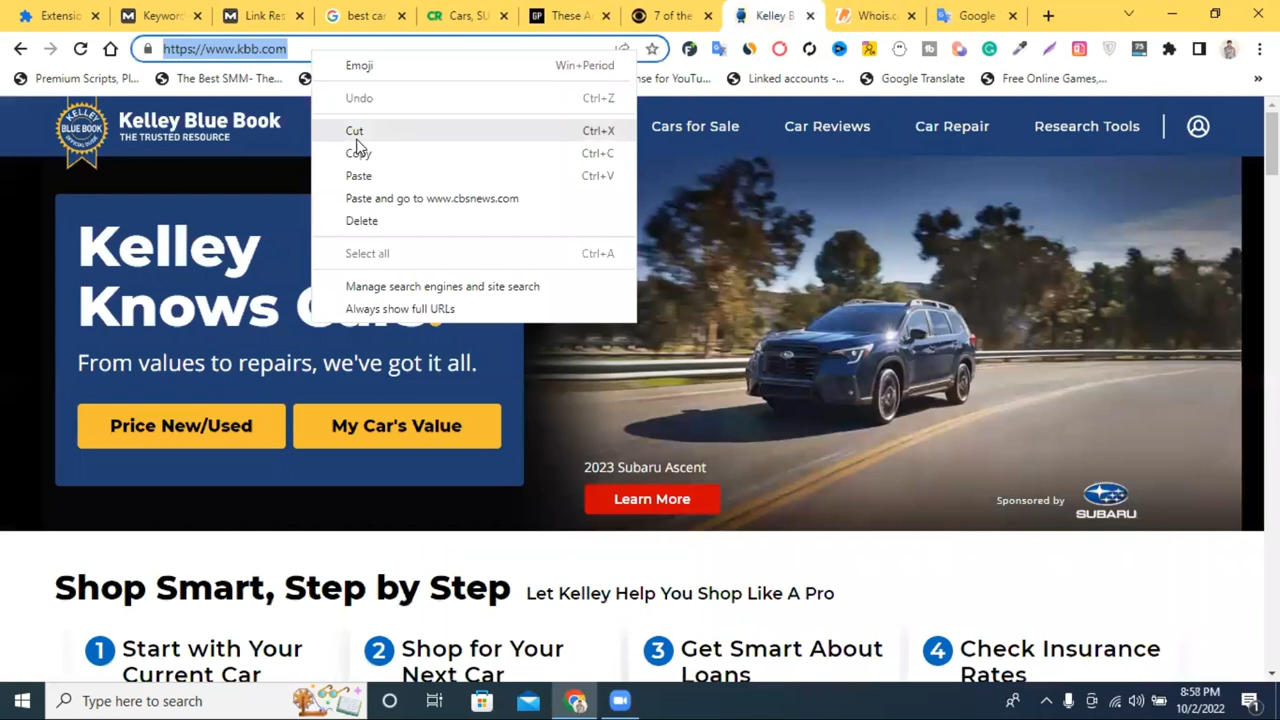 Extensio
Keyword
Link Res
best car
Cars, SU
These A
7 of the
Kelley B
Whois.c
Google
https://www.kbb.com
Premium Scripts, Pl
The Best SMM- The
nse for YouTu
Linked accounts -
Google Translate
Free Online Games,
Emoji Win+Period
Undo Ctrl+Z
Cut Ctrl+X
Copy Ctrl+C
Paste Ctrl+V
Paste and go to www.cbsnews.com
Delete
Select all Ctrl+A
Manage search engines and site search
Always show full URLs
KELLEY
BLUE BOOK
OFFICIAL GUIDE
Kelley Blue Book
THE TRUSTED RESOURCE
Cars for Sale
Car Reviews
Car Repair
Research Tools
Kelley
Knows Cars.
From values to repairs, we've got it all.
Price New/Used
My Car's Value
2023 Subaru Ascent
Learn More
Sponsored by
SUBARU
Shop Smart, Step by Step Let Kelley Help You Shop Like A Pro
1 Start with Your
Current Car
2 Shop for Your
Next Car
3 Get Smart About
Loans
4 Check Insurance
Rates
Type here to search
8:58 PM
10/2/2022